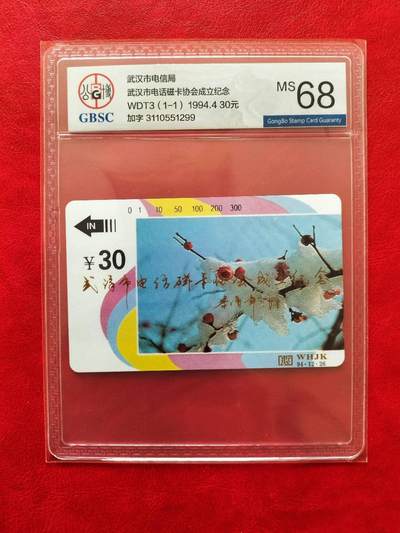 武汉市电信局
武汉市电话磁卡协会成立纪念
WDT3 (1-1) 1994.4 30元
加字 3110551299
MS 68
GBSC
GongBo Stamp Card Guaranty
IN
0 1 10 50 100 200 300
¥30
WHJK
94·12·26